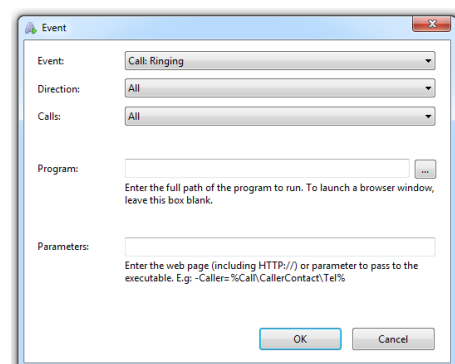 Event
Event: Call: Ringing
Direction: All
Calls: All
Program: ...
Enter the full path of the program to run. To launch a browser window,
leave this box blank.
Parameters:
Enter the web page (including HTTP://) or parameter to pass to the
executable. E.g: -Caller=%Call\CallerContact\Tel%
OK Cancel